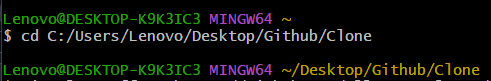 Lenovo@DESKTOP-K9K3IC3 MINGW64 ~
$ cd C:/Users/Lenovo/Desktop/Github/Clone
Lenovo@DESKTOP-K9K3IC3 MINGW64 ~/Desktop/Github/Clone